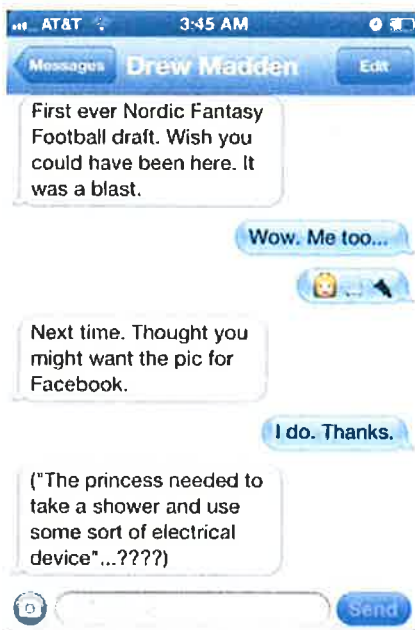 AT&T 3:45 AM
Messages Drew Madden Edit
First ever Nordic Fantasy
Football draft. Wish you
could have been here. It
was a blast.
Wow. Me too...
👸 ... 🔫
Next time. Thought you
might want the pic for
Facebook.
I do. Thanks.
("The princess needed to
take a shower and use
some sort of electrical
device"...????)
Send